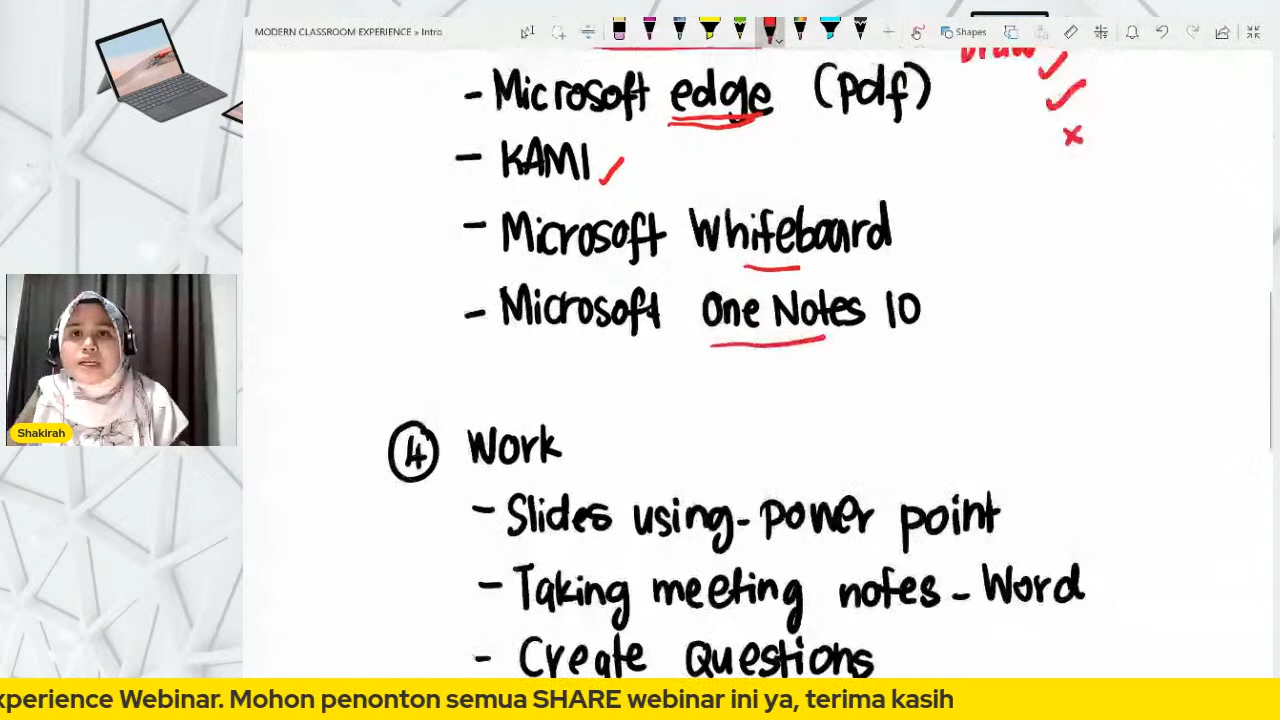 MODERN CLASSROOM EXPERIENCE » Intro
Shapes
Draw
- Microsoft edge (pdf)
- KAMI
- Microsoft Whiteboard
- Microsoft One Notes 10
Shakirah
4 Work
- Slides using - power point
- Taking meeting notes - Word
- Create Questions
xperience Webinar. Mohon penonton semua SHARE webinar ini ya, terima kasih